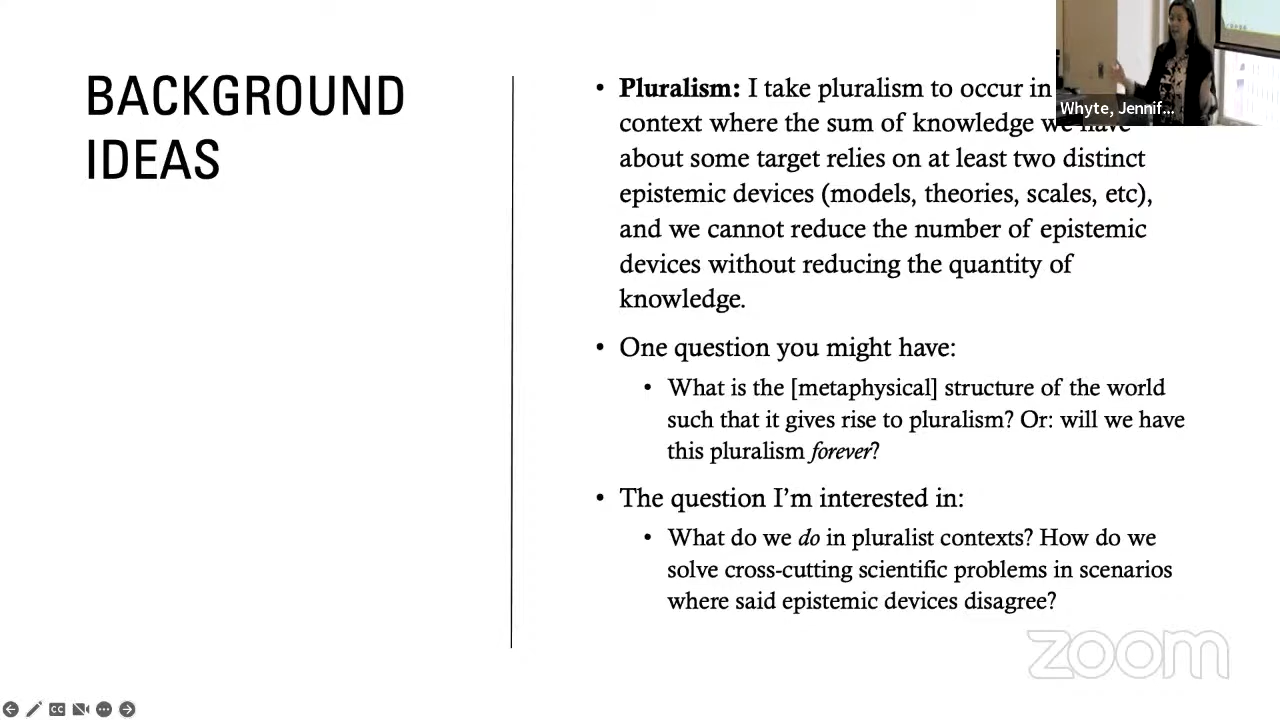 BACKGROUND
IDEAS
• Pluralism: I take pluralism to occur in
context where the sum of knowledge we have
about some target relies on at least two distinct
epistemic devices (models, theories, scales, etc),
and we cannot reduce the number of epistemic
devices without reducing the quantity of
knowledge.
• One question you might have:
• What is the [metaphysical] structure of the world
such that it gives rise to pluralism? Or: will we have
this pluralism forever?
• The question I'm interested in:
• What do we do in pluralist contexts? How do we
solve cross-cutting scientific problems in scenarios
where said epistemic devices disagree?
Whyte, Jennif...
zoom
CC